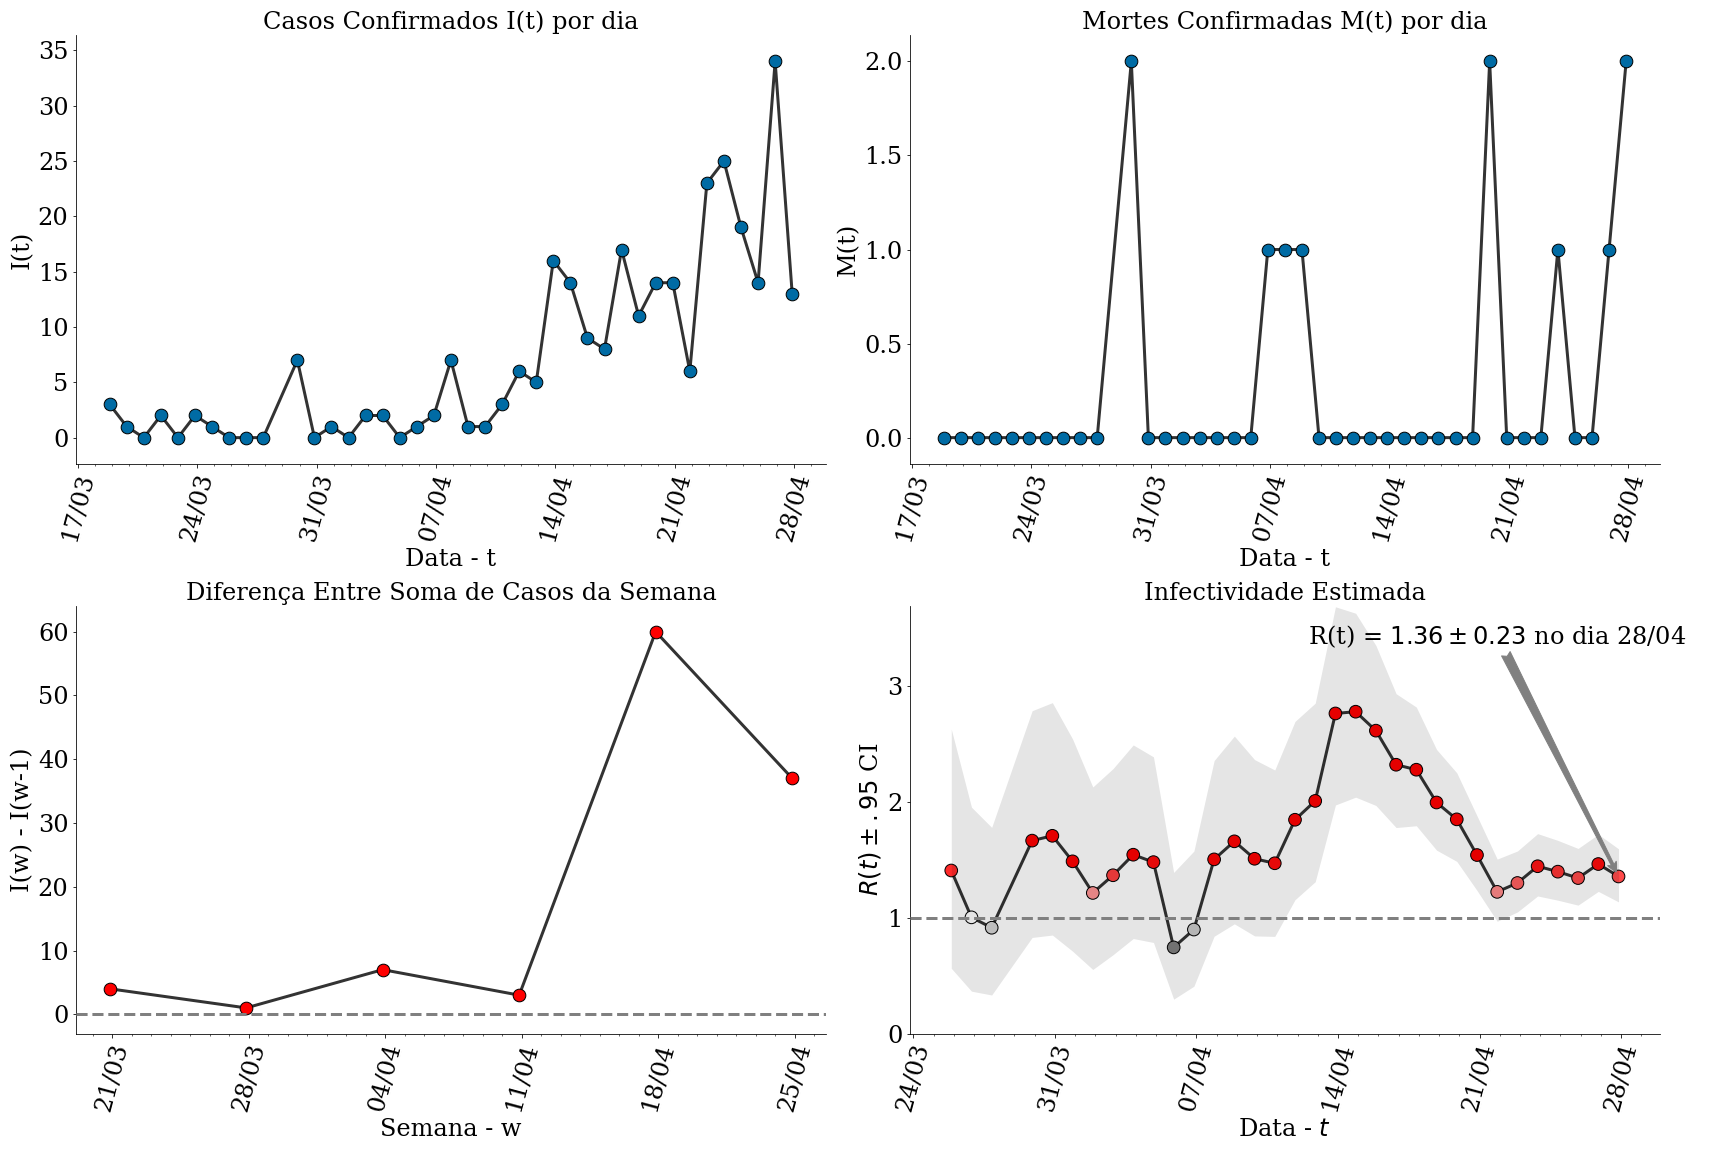 Casos Confirmados I(t) por dia
I(t)
35
30
25
20
15
10
5
0
17/03 24/03 31/03 07/04 14/04 21/04 28/04
Data - t
Mortes Confirmadas M(t) por dia
M(t)
2.0
1.5
1.0
0.5
0.0
17/03 24/03 31/03 07/04 14/04 21/04 28/04
Data - t
Diferença Entre Soma de Casos da Semana
I(w) - I(w-1)
60
50
40
30
20
10
0
21/03 28/03 04/04 11/04 18/04 25/04
Semana - w
Infectividade Estimada
R(t) = 1.36 ± 0.23 no dia 28/04
R(t) ± .95 CI
3
2
1
0
24/03 31/03 07/04 14/04 21/04 28/04
Data - t